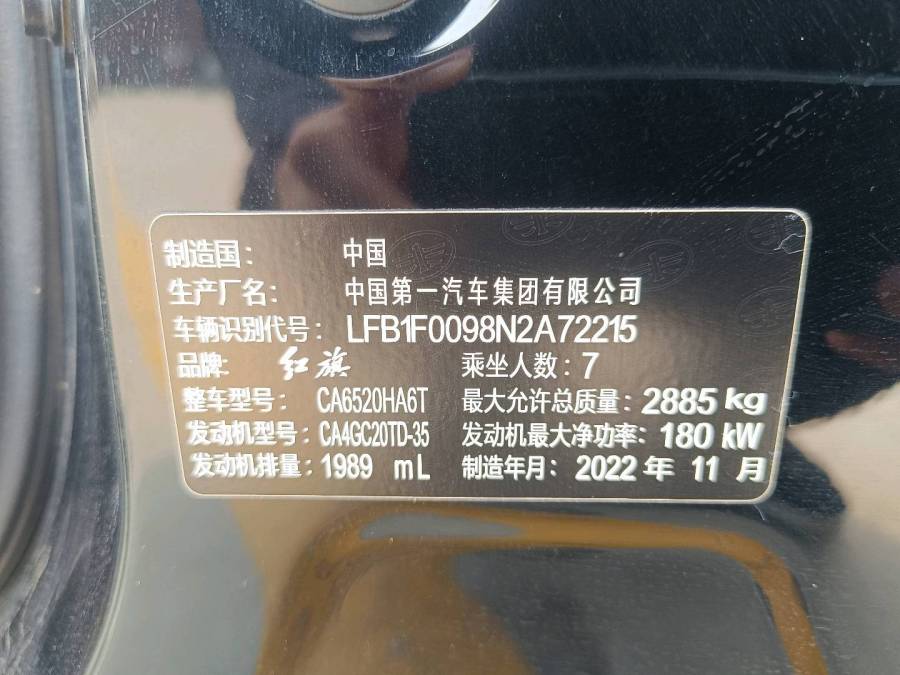 制造国： 中国
生产厂名： 中国第一汽车集团有限公司
车辆识别代号： LFB1F0098N2A72215
品牌： 红旗 乘坐人数：7
整车型号： CA6520HA6T 最大允许总质量：2885 kg
发动机型号：CA4GC20TD-35 发动机最大净功率：180 kW
发动机排量：1989 mL 制造年月：2022 年 11 月